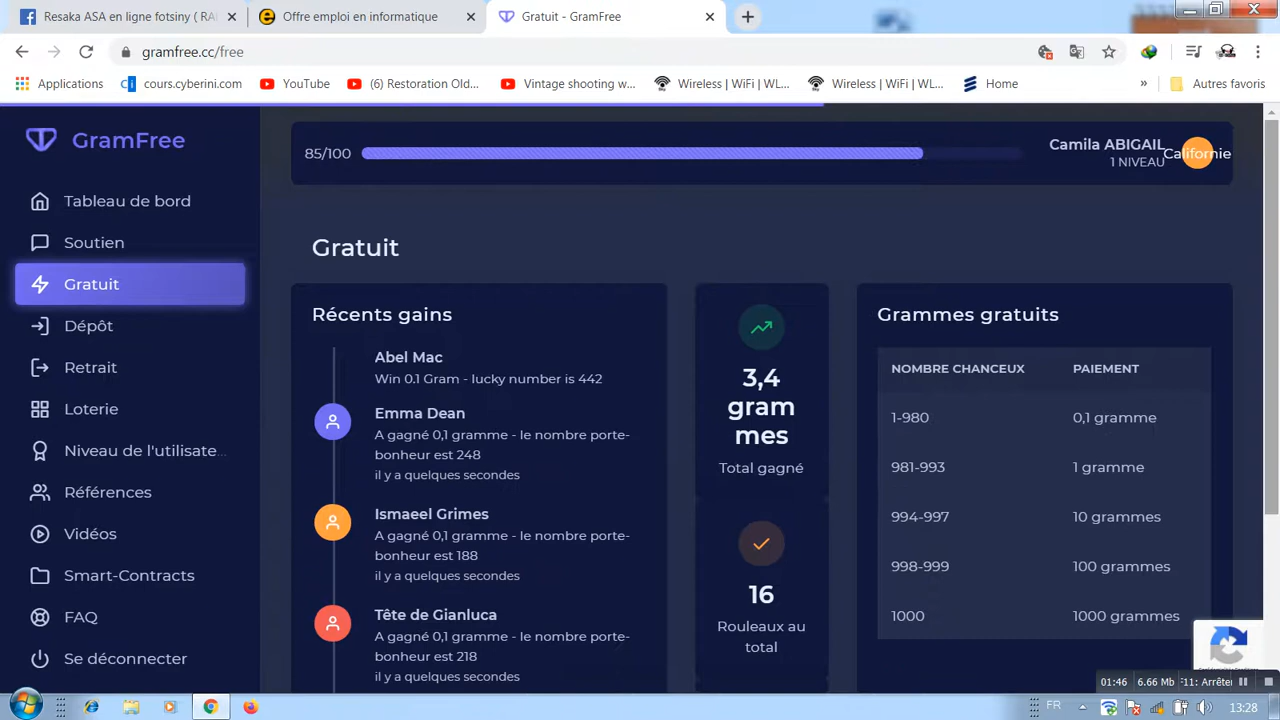 Resaka ASA en ligne fotsiny ( RA
Offre emploi en informatique
Gratuit - GramFree
gramfree.cc/free
Applications
cours.cyberini.com
YouTube
(6) Restoration Old...
Vintage shooting w...
Wireless | WiFi | WL...
Wireless | WiFi | WL...
Home
»
Autres favoris
GramFree
85/100
Camila ABIGAIL
1 NIVEAU
Californie
Tableau de bord
Soutien
Gratuit
Dépôt
Retrait
Loterie
Niveau de l'utilisate...
Références
Vidéos
Smart-Contracts
FAQ
Se déconnecter
Gratuit
Récents gains
Abel Mac
Win 0.1 Gram - lucky number is 442
Emma Dean
A gagné 0,1 gramme - le nombre porte-
bonheur est 248
il y a quelques secondes
Ismaeel Grimes
A gagné 0,1 gramme - le nombre porte-
bonheur est 188
il y a quelques secondes
Tête de Gianluca
A gagné 0,1 gramme - le nombre porte-
bonheur est 218
il y a quelques secondes
3,4
gram
mes
Total gagné
16
Rouleaux au
total
Grammes gratuits
NOMBRE CHANCEUX PAIEMENT
1-980 0,1 gramme
981-993 1 gramme
994-997 10 grammes
998-999 100 grammes
1000 1000 grammes
01:46 6.66 Mb F11: Arrêter
FR
13:28